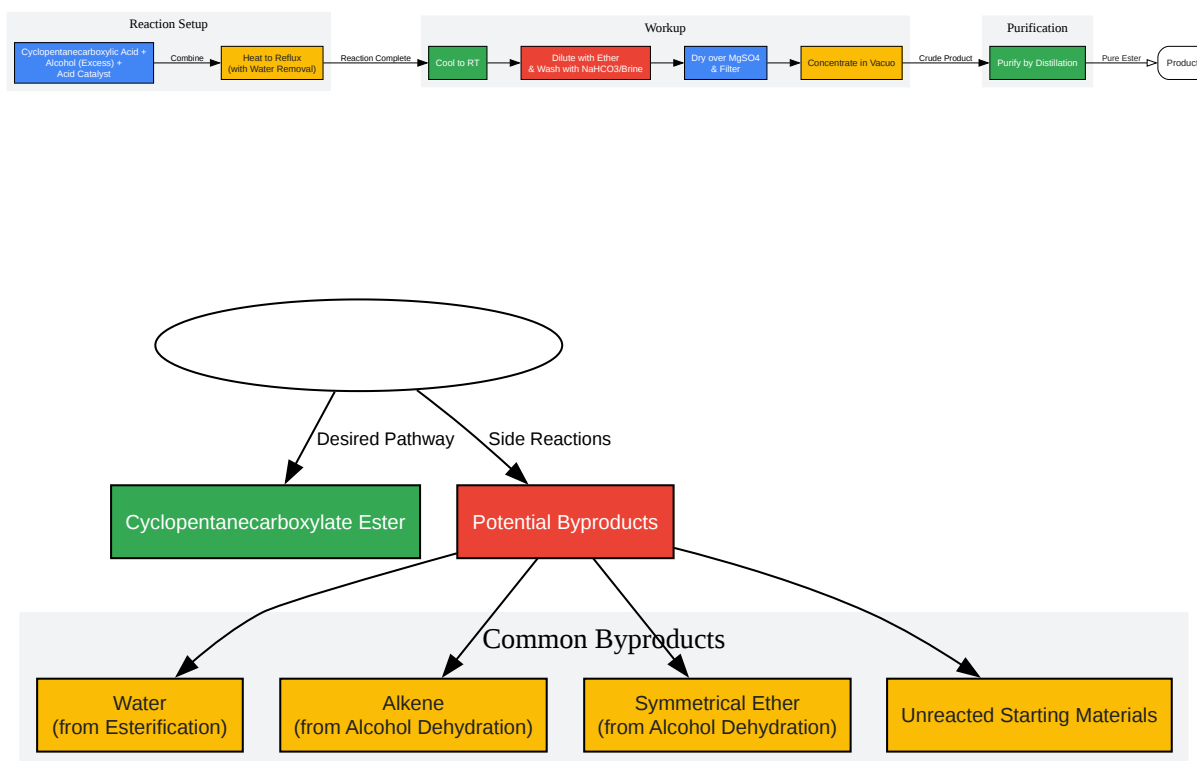 Reaction Setup
Workup
Purification
Cyclopentanecarboxylic Acid +
Alcohol (Excess) +
Acid Catalyst
Combine
Heat to Reflux
(with Water Removal)
Reaction Complete
Cool to RT
Dilute with Ether
& Wash with NaHCO3/Brine
Dry over MgSO4
& Filter
Concentrate in Vacuo
Crude Product
Purify by Distillation
Pure Ester
Product
Desired Pathway
Side Reactions
Cyclopentanecarboxylate Ester
Potential Byproducts
Common Byproducts
Water
(from Esterification)
Alkene
(from Alcohol Dehydration)
Symmetrical Ether
(from Alcohol Dehydration)
Unreacted Starting Materials